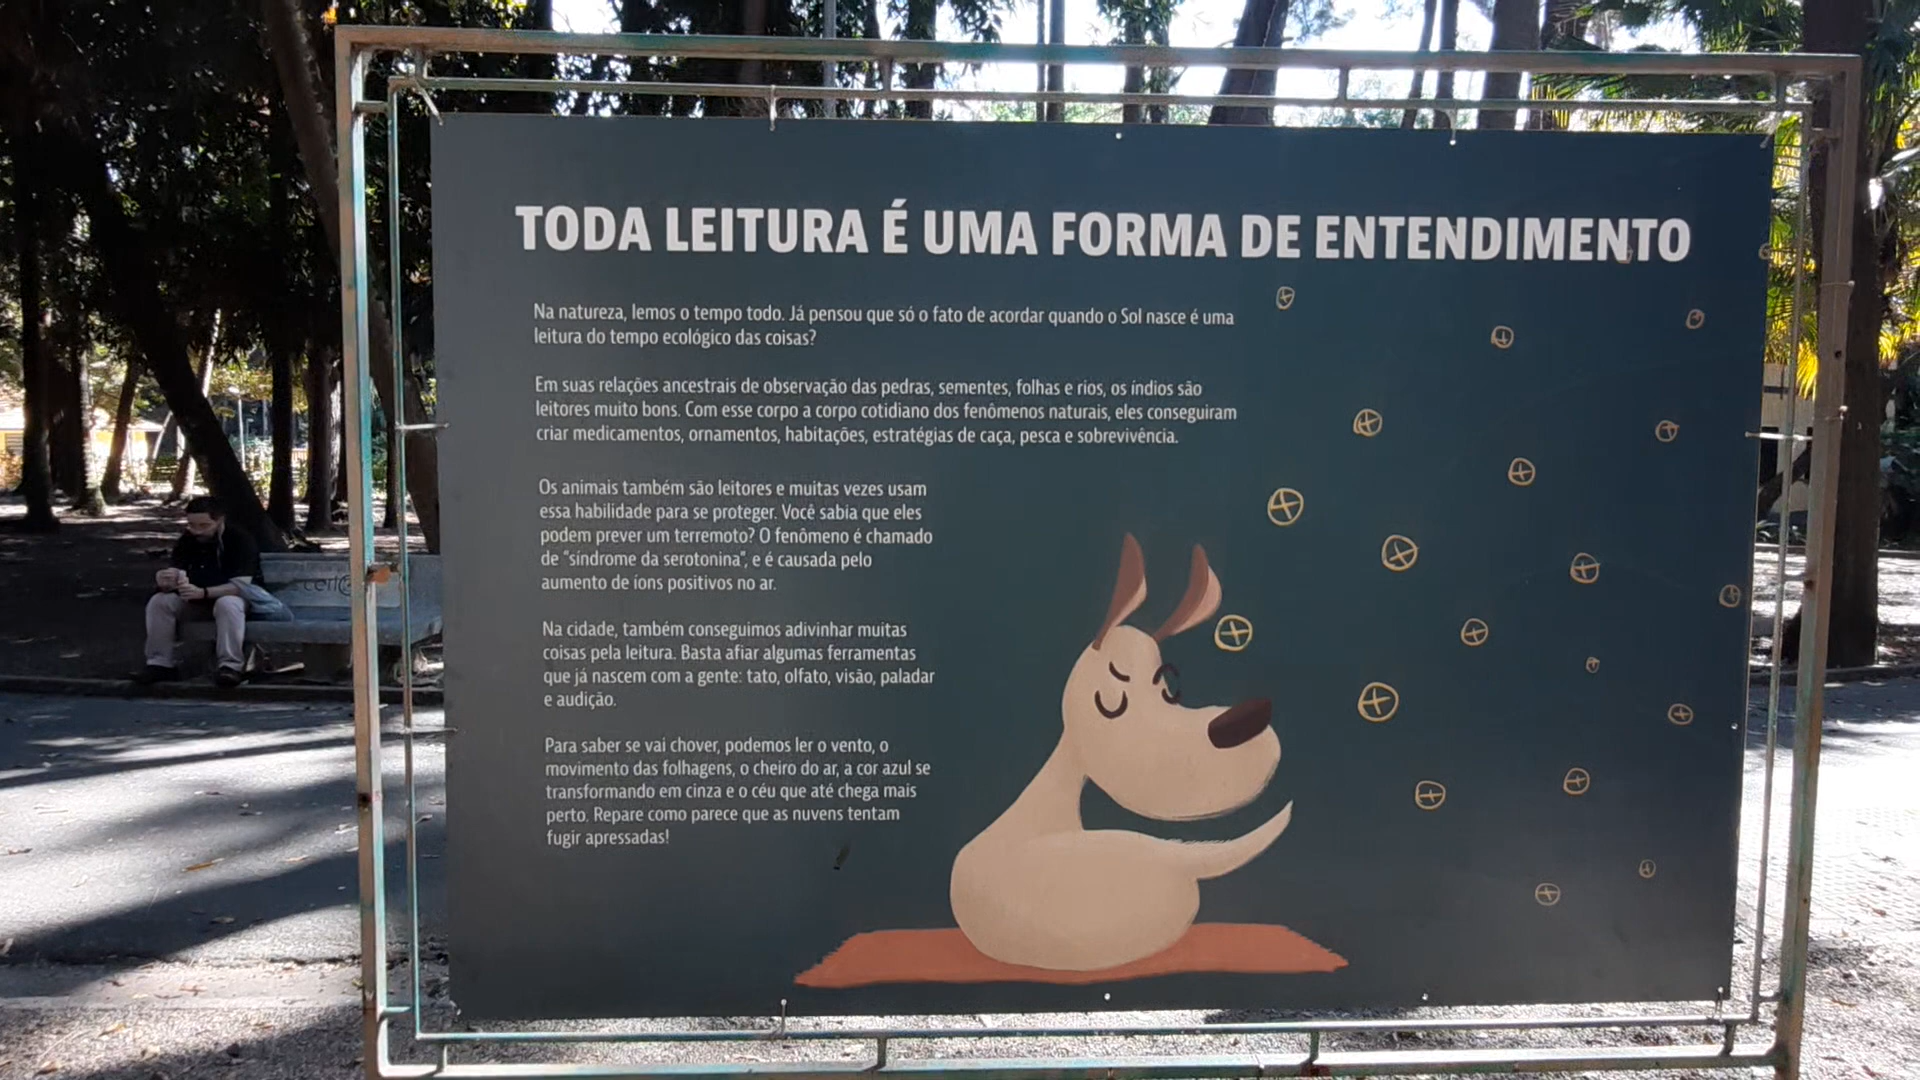 TODA LEITURA É UMA FORMA DE ENTENDIMENTO
Na natureza, lemos o tempo todo. Já pensou que só o fato de acordar quando o Sol nasce é uma
leitura do tempo ecológico das coisas?
Em suas relações ancestrais de observação das pedras, sementes, folhas e rios, os índios são
leitores muito bons. Com esse corpo a corpo cotidiano dos fenômenos naturais, eles conseguiram
criar medicamentos, ornamentos, habitações, estratégias de caça, pesca e sobrevivência.
Os animais também são leitores e muitas vezes usam
essa habilidade para se proteger. Você sabia que eles
podem prever um terremoto? O fenômeno é chamado
de “síndrome da serotonina”, e é causada pelo
aumento de íons positivos no ar.
Na cidade, também conseguimos adivinhar muitas
coisas pela leitura. Basta afiar algumas ferramentas
que já nascem com a gente: tato, olfato, visão, paladar
e audição.
Para saber se vai chover, podemos ler o vento, o
movimento das folhagens, o cheiro do ar, a cor azul se
transformando em cinza e o céu que até chega mais
perto. Repare como parece que as nuvens tentam
fugir apressadas!